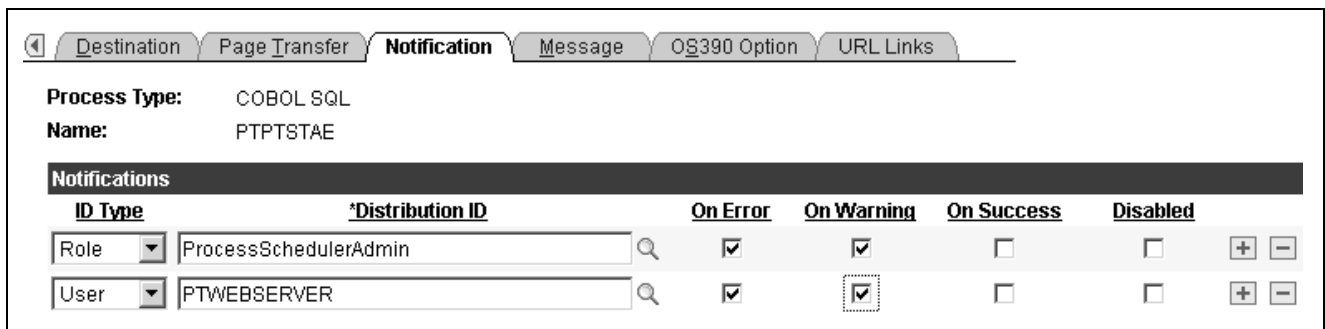 Destination Page Transfer Notification Message OS390 Option URL Links
Process Type: COBOL SQL
Name: PTPTSTAE
Notifications
ID Type *Distribution ID On Error On Warning On Success Disabled
Role ProcessSchedulerAdmin
User PTWEBSERVER